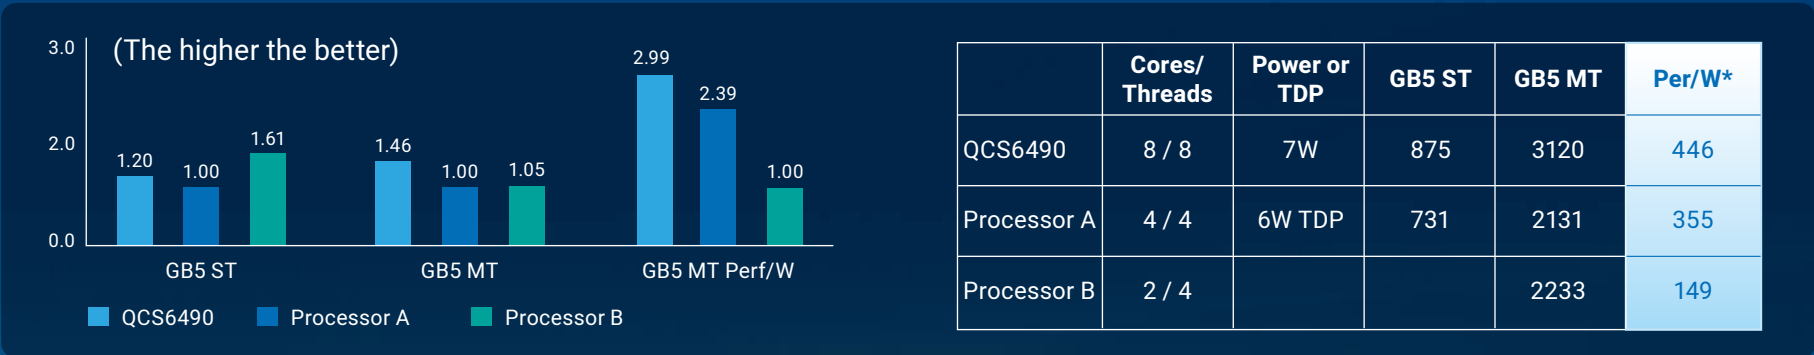 (The higher the better)
3.0
2.0
0.0
1.20
1.00
1.61
1.46
1.00
1.05
2.99
2.39
1.00
GB5 ST
GB5 MT
GB5 MT Perf/W
QCS6490
Processor A
Processor B
Cores/
Threads
Power or
TDP
GB5 ST
GB5 MT
Per/W*
QCS6490 8 / 8 7W 875 3120 446
Processor A 4 / 4 6W TDP 731 2131 355
Processor B 2 / 4 2233 149